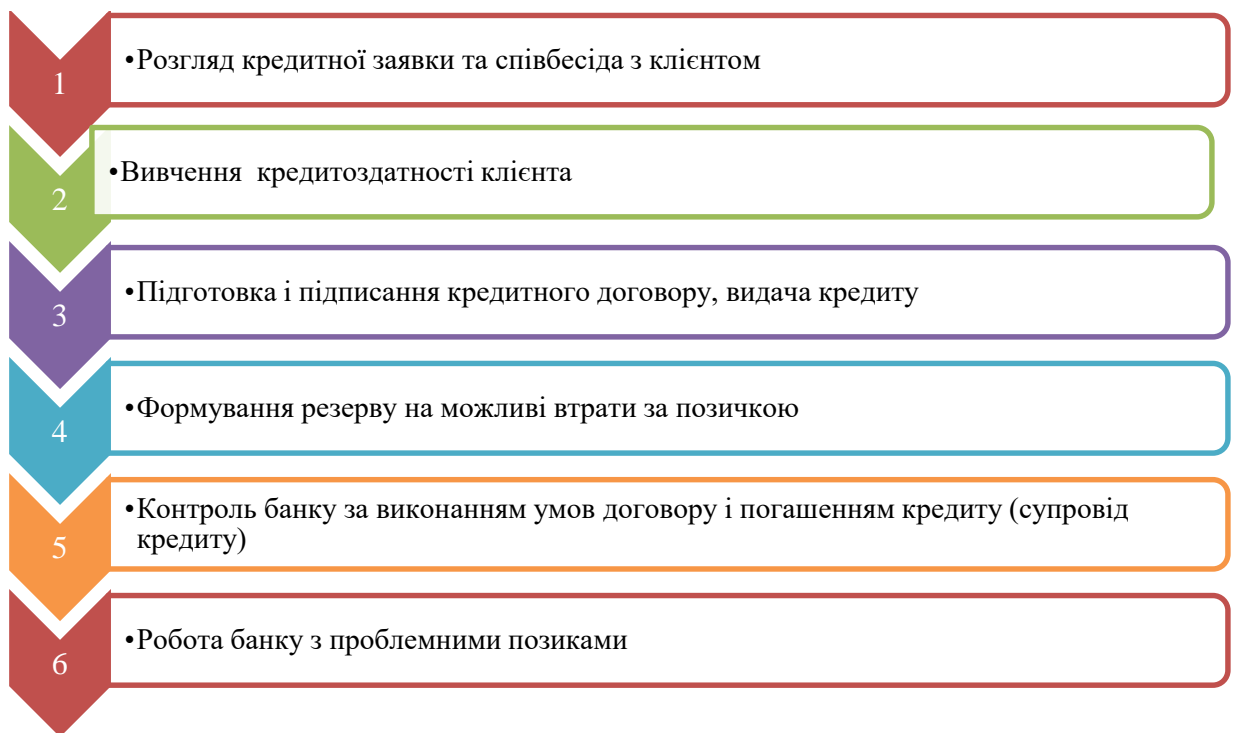 1
•Розгляд кредитної заявки та співбесіда з клієнтом
2
•Вивчення  кредитоздатності клієнта
3
•Підготовка і підписання кредитного договору, видача кредиту
4
•Формування резерву на можливі втрати за позичкою
5
•Контроль банку за виконанням умов договору і погашенням кредиту (супровід
кредиту)
6
•Робота банку з проблемними позиками